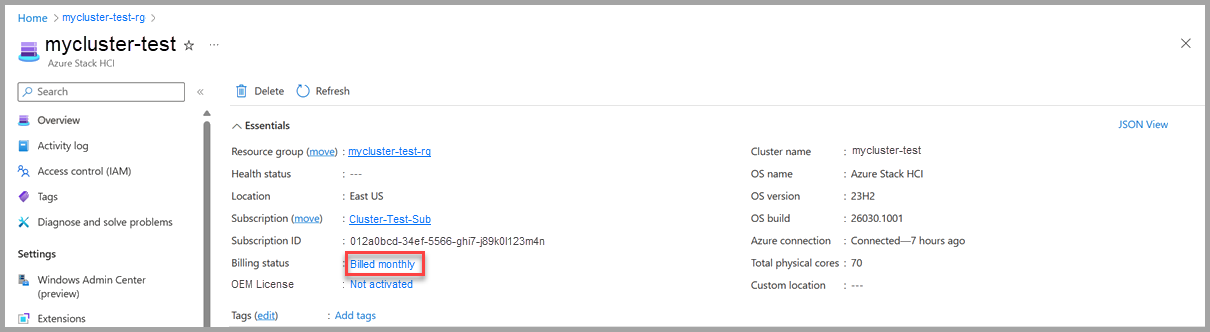 Home > mycluster-test-rg >
mycluster-test ☆ ···
Azure Stack HCI
Search «
Overview
Activity log
Access control (IAM)
Tags
Diagnose and solve problems
Settings
Windows Admin Center
(preview)
Extensions
Delete Refresh
Essentials JSON View
Resource group (move) : mycluster-test-rg
Health status : ---
Location : East US
Subscription (move) : Cluster-Test-Sub
Subscription ID : 012a0bcd-34ef-5566-ghi7-j89k0l123m4n
Billing status : Billed monthly
OEM License : Not activated
Tags (edit) : Add tags
Cluster name : mycluster-test
OS name : Azure Stack HCI
OS version : 23H2
OS build : 26030.1001
Azure connection : Connected—7 hours ago
Total physical cores : 70
Custom location : ---